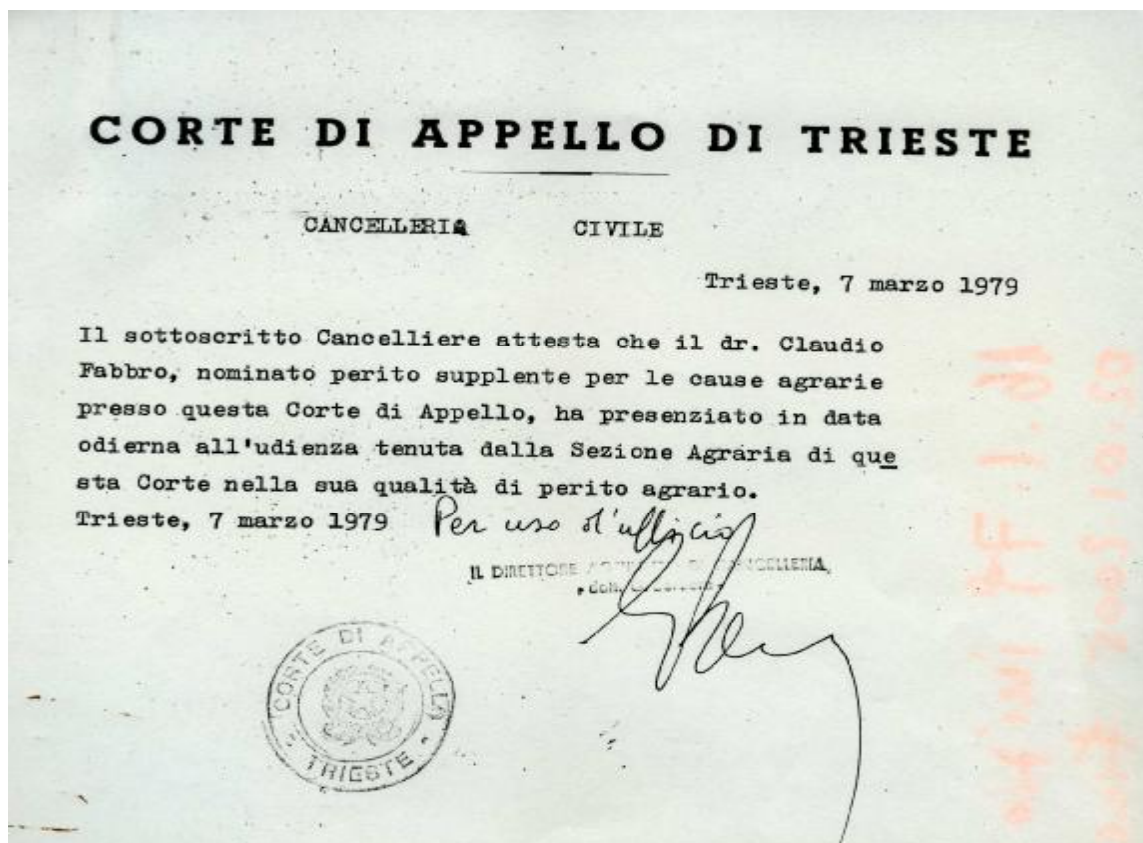 CORTE DI APPELLO DI TRIESTE
CANCELLERIA CIVILE
Trieste, 7 marzo 1979
Il sottoscritto Cancelliere attesta che il dr. Claudio
Fabbro, nominato perito supplente per le cause agrarie
presso questa Corte di Appello, ha presenziato in data
odierna all'udienza tenuta dalla Sezione Agraria di que
sta Corte nella sua qualità di perito agrario.
Trieste, 7 marzo 1979 Per uso d'ufficio
IL DIRETTORE CANCELLERIA
CORTE DI APPELLO
TRIESTE